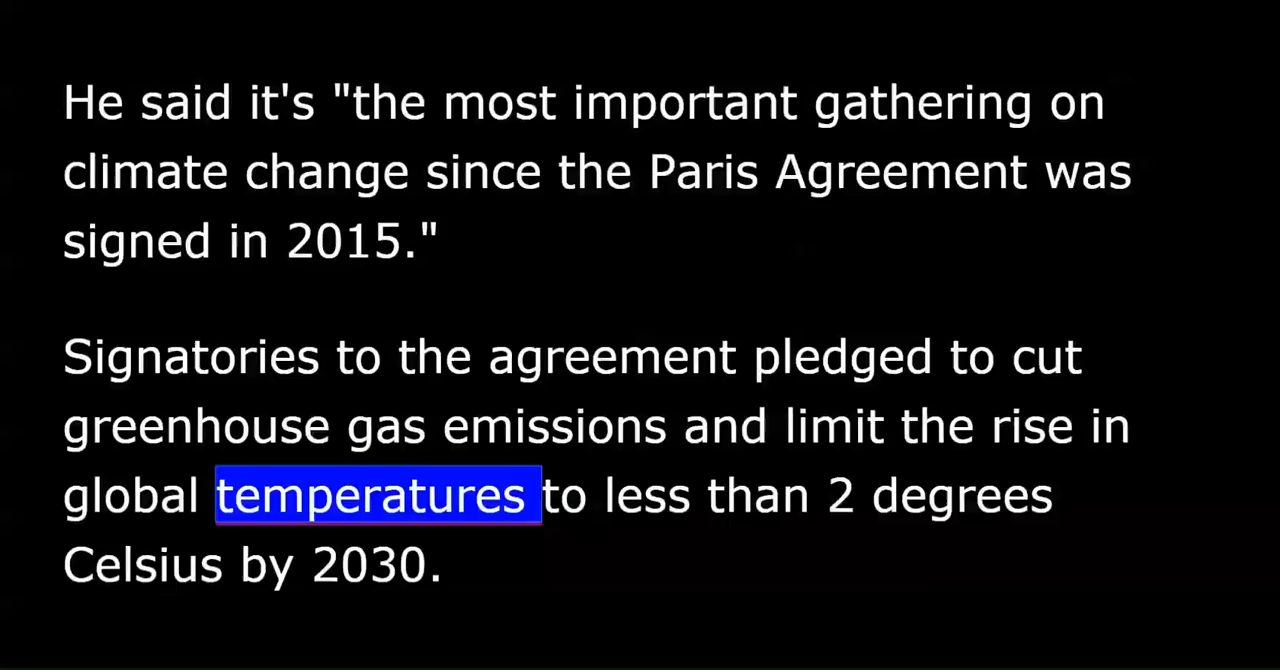 He said it's "the most important gathering on
climate change since the Paris Agreement was
signed in 2015."
Signatories to the agreement pledged to cut
greenhouse gas emissions and limit the rise in
global temperatures to less than 2 degrees
Celsius by 2030.